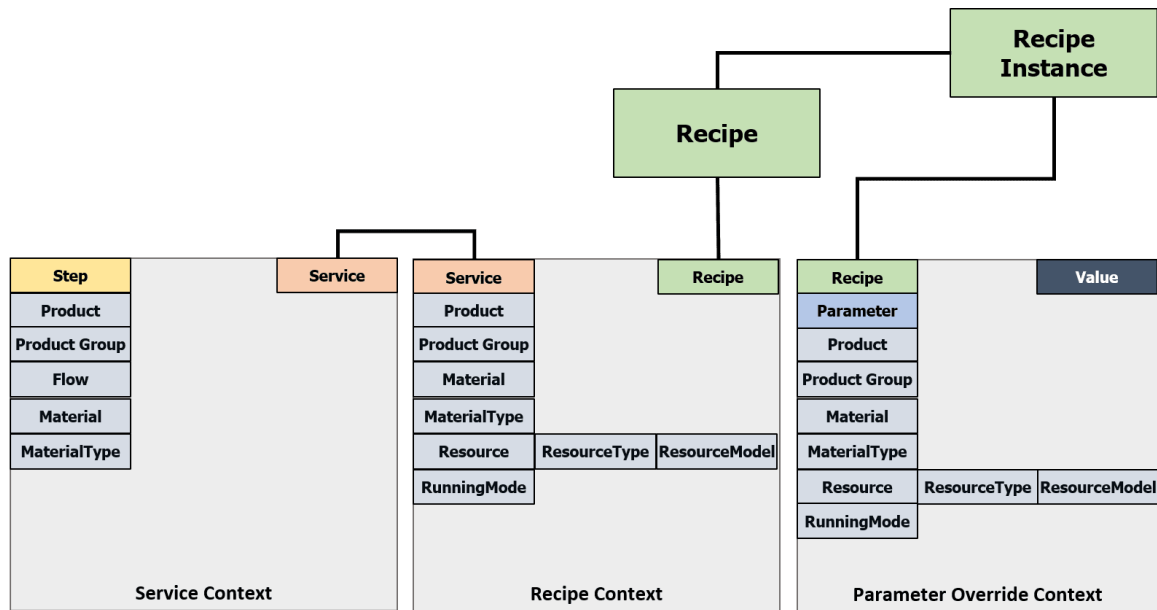 Recipe
Instance
Recipe
Step
Service
Product
Product Group
Flow
Material
MaterialType
Service Context
Service
Recipe
Product
Product Group
Material
MaterialType
Resource
ResourceType
ResourceModel
RunningMode
Recipe Context
Recipe
Value
Parameter
Product
Product Group
Material
MaterialType
Resource
ResourceType
ResourceModel
RunningMode
Parameter Override Context